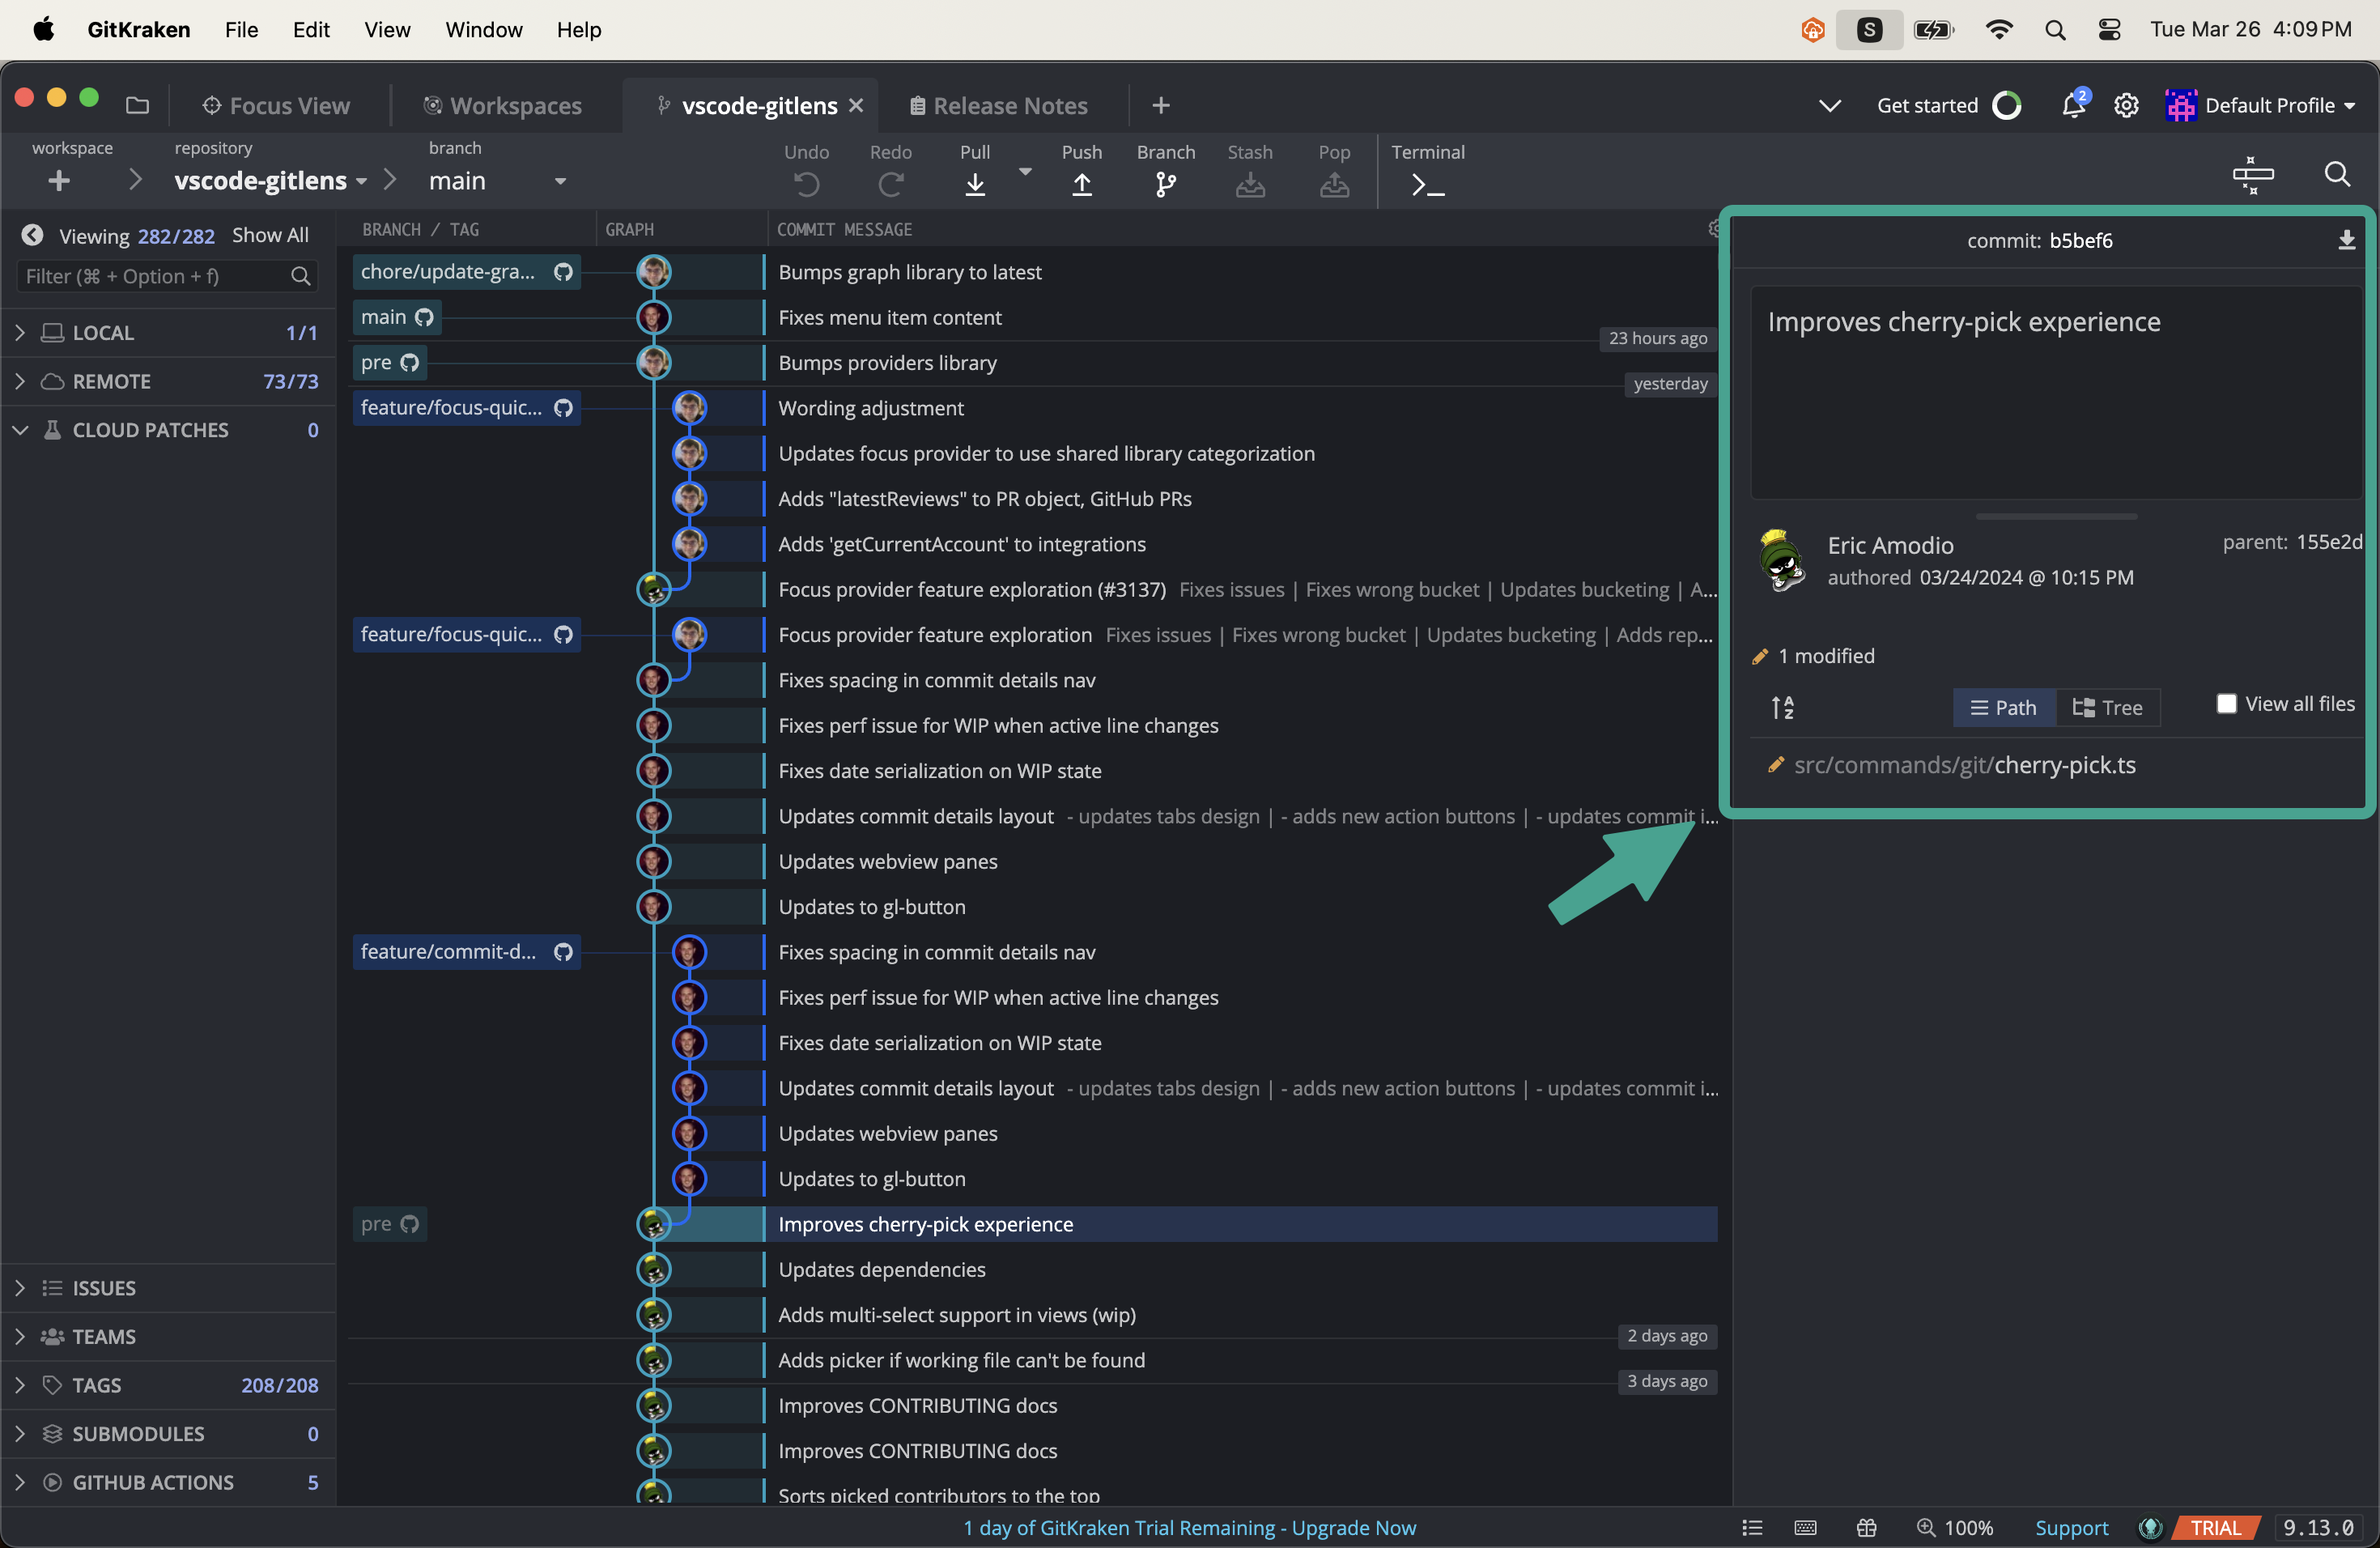 GitKraken File Edit View Window Help
S
Tue Mar 26 4:09 PM
Focus View
Workspaces
vscode-gitlens
Release Notes
Get started
2
Default Profile
workspace
repository
vscode-gitlens
branch
main
Undo
Redo
Pull
Push
Branch
Stash
Pop
Terminal
Viewing 282/282 Show All
Filter (⌘ + Option + f)
LOCAL 1/1
REMOTE 73/73
CLOUD PATCHES 0
ISSUES
TEAMS
TAGS 208/208
SUBMODULES 0
GITHUB ACTIONS 5
BRANCH / TAG GRAPH COMMIT MESSAGE
chore/update-gra... Bumps graph library to latest
main Fixes menu item content
23 hours ago
pre Bumps providers library
yesterday
feature/focus-quic... Wording adjustment
Updates focus provider to use shared library categorization
Adds "latestReviews" to PR object, GitHub PRs
Adds 'getCurrentAccount' to integrations
Focus provider feature exploration (#3137) Fixes issues | Fixes wrong bucket | Updates bucketing | A...
feature/focus-quic... Focus provider feature exploration Fixes issues | Fixes wrong bucket | Updates bucketing | Adds rep...
Fixes spacing in commit details nav
Fixes perf issue for WIP when active line changes
Fixes date serialization on WIP state
Updates commit details layout - updates tabs design | - adds new action buttons | - updates commit i...
Updates webview panes
Updates to gl-button
feature/commit-d... Fixes spacing in commit details nav
Fixes perf issue for WIP when active line changes
Fixes date serialization on WIP state
Updates commit details layout - updates tabs design | - adds new action buttons | - updates commit i...
Updates webview panes
Updates to gl-button
pre Improves cherry-pick experience
Updates dependencies
Adds multi-select support in views (wip)
2 days ago
Adds picker if working file can't be found
3 days ago
Improves CONTRIBUTING docs
Improves CONTRIBUTING docs
Sorts picked contributors to the top
commit: b5bef6
Improves cherry-pick experience
Eric Amodio
parent: 155e2d
authored 03/24/2024 @ 10:15 PM
1 modified
A
Z
Path
Tree
View all files
src/commands/git/cherry-pick.ts
1 day of GitKraken Trial Remaining - Upgrade Now
100%
Support
TRIAL
9.13.0